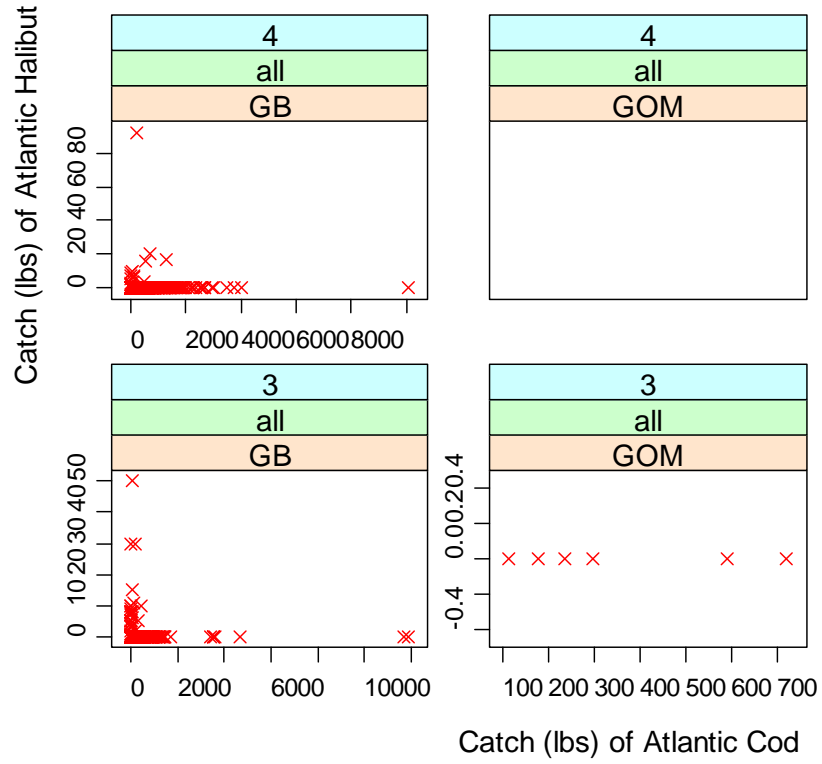 Catch (lbs) of Atlantic Halibut
4
all
GB
0 20 40 60 80
0 2000 4000 6000 8000
4
all
GOM
3
all
GB
0 10 20 30 40 50
0 2000 6000 10000
3
all
GOM
-0.4 0.0 0.2 0.4
100 200 300 400 500 600 700
Catch (lbs) of Atlantic Cod